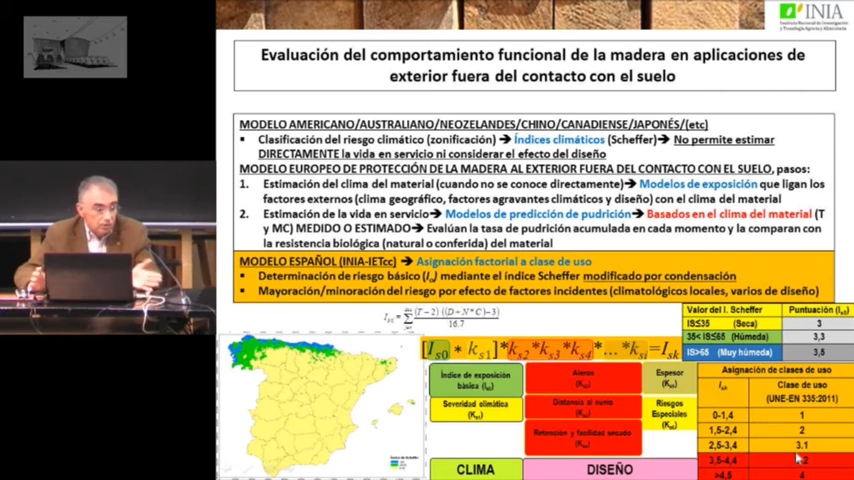 INIA
Instituto Nacional de Investigación
y Tecnología Agraria y Alimentaria
Evaluación del comportamiento funcional de la madera en aplicaciones de
exterior fuera del contacto con el suelo
MODELO AMERICANO/AUSTRALIANO/NEOZELANDES/CHINO/CANADIENSE/JAPONÉS/(etc)
▪ Clasificación del riesgo climático (zonificación) → Índices climáticos (Scheffer) → No permite estimar
DIRECTAMENTE la vida en servicio ni considerar el efecto del diseño
MODELO EUROPEO DE PROTECCIÓN DE LA MADERA AL EXTERIOR FUERA DEL CONTACTO CON EL SUELO, pasos:
1. Estimación del clima del material (cuando no se conoce directamente)→ Modelos de exposición que ligan los
factores externos (clima geográfico, factores agravantes climáticos y diseño) con el clima del material
2. Estimación de la vida en servicio→ Modelos de predicción de pudrición→ Basados en el clima del material (T
y MC) MEDIDO O ESTIMADO→ Evalúan la tasa de pudrición acumulada en cada momento y la comparan con
la resistencia biológica (natural o conferida) del material
MODELO ESPAÑOL (INIA-IETcc) → Asignación factorial a clase de uso
▪ Determinación de riesgo básico (I
) mediante el índice Scheffer modificado por condensación
▪ Mayoración/minoración del riesgo por efecto de factores incidentes (climatológicos locales, varios de diseño)
(T−2) ((D+N*C)−3)
16.7
[Is0 * ks1]*ks2*ks3*ks4*...*ksi=Isk
Valor del I. Scheffer Puntuación (Is0)
IS≤35 (Seca) 3
35< IS≤65 (Húmeda) 3,3
IS>65 (Muy húmeda) 3,5
Índice de exposición
básica (Is0)
Aleros
(Ks2)
Espesor
Severidad climática
(Ks1)
Distancia al suelo
(Ks3)
Riesgos
Especiales
Retención y facilidad secado
CLIMA
DISEÑO
Asignación de clases de uso
Isk Clase de uso
(UNE-EN 335:2011)
0-1,4 1
1,5-2,4 2
2,5-3,4 3.1
3,5-4,4 2
>4,5 4